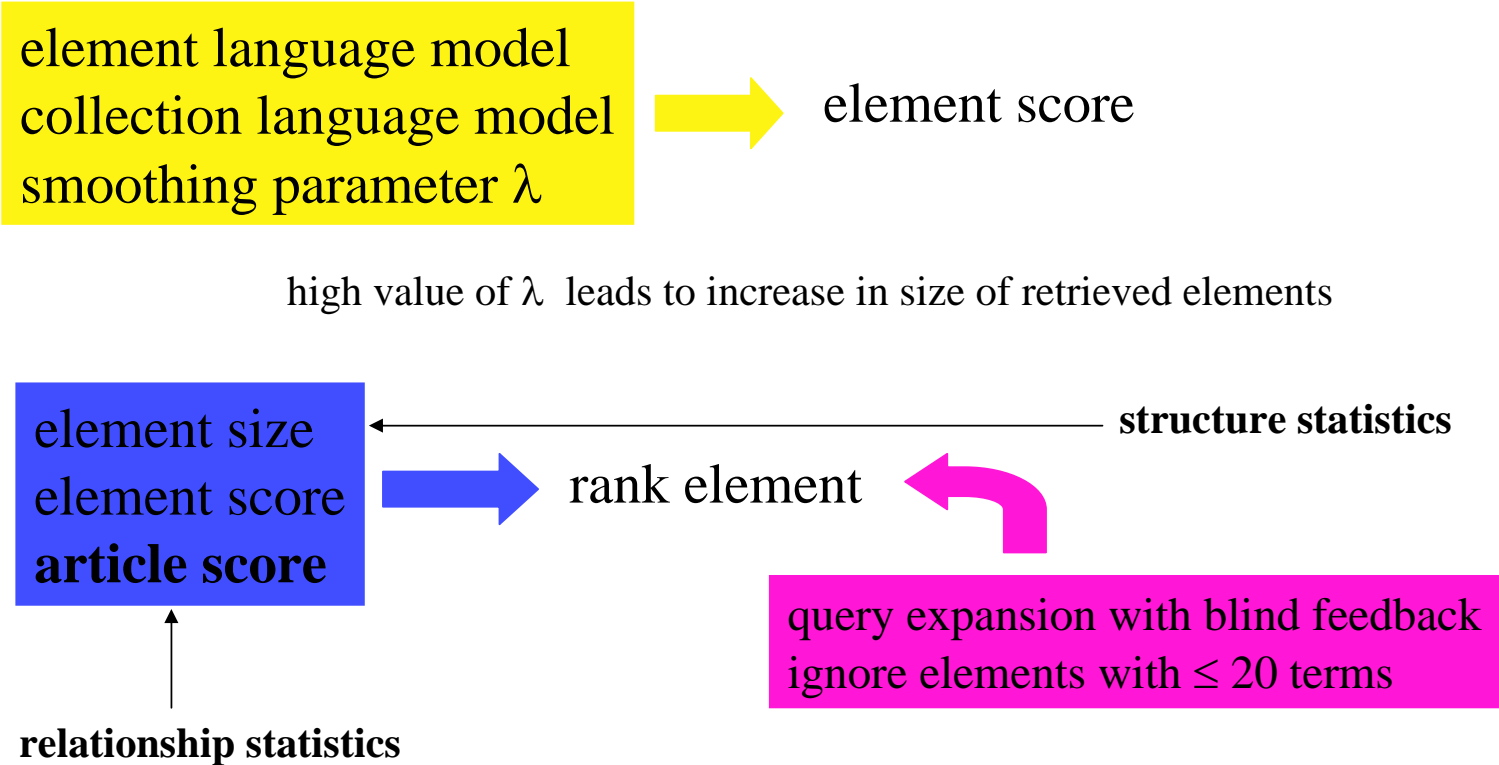 element language model
collection language model
smoothing parameter λ
element score
high value of λ leads to increase in size of retrieved elements
element size
element score
article score
structure statistics
rank element
query expansion with blind feedback
ignore elements with ≤ 20 terms
relationship statistics